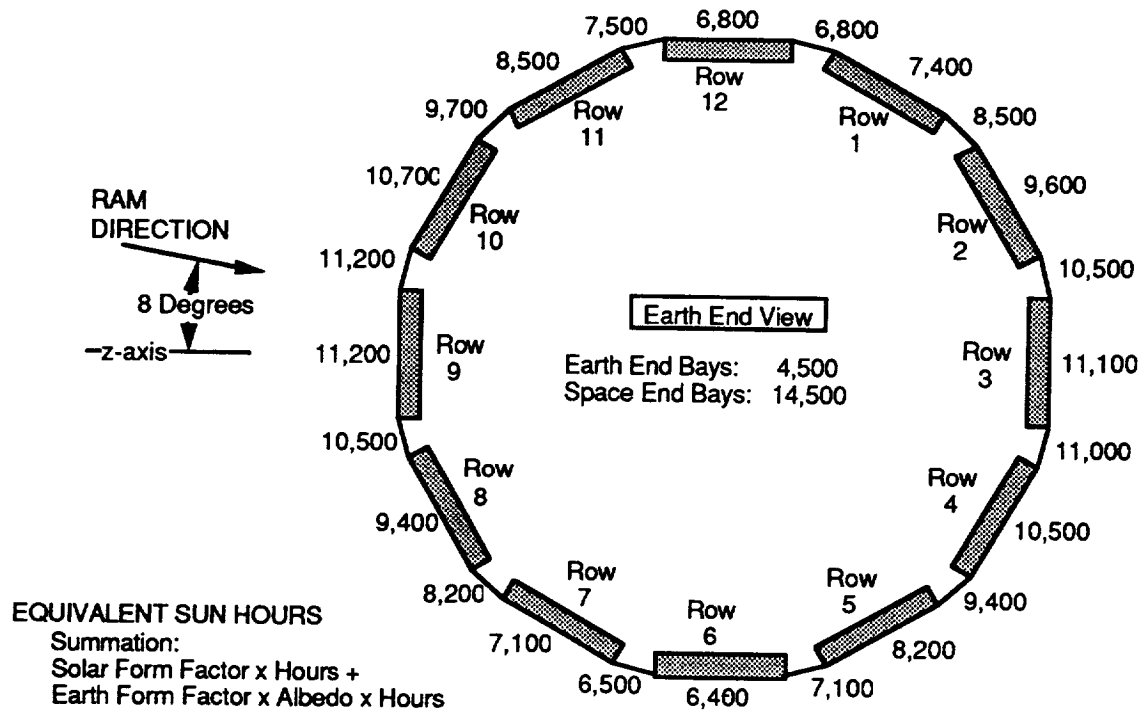 7,500
6,800
6,800
8,500
7,400
Row
12
9,700
Row
11
Row
1
8,500
10,700
9,600
RAM
DIRECTION
Row
10
Row
2
11,200
10,500
8 Degrees
Earth End View
z-axis
11,200
Row
9
Earth End Bays: 4,500
Space End Bays: 14,500
Row
3
11,100
10,500
11,000
Row
8
Row
4
9,400
10,500
8,200
Row
7
Row
6
Row
5
9,400
7,100
8,200
6,500
6,400
7,100
EQUIVALENT SUN HOURS
Summation:
Solar Form Factor x Hours +
Earth Form Factor x Albedo x Hours